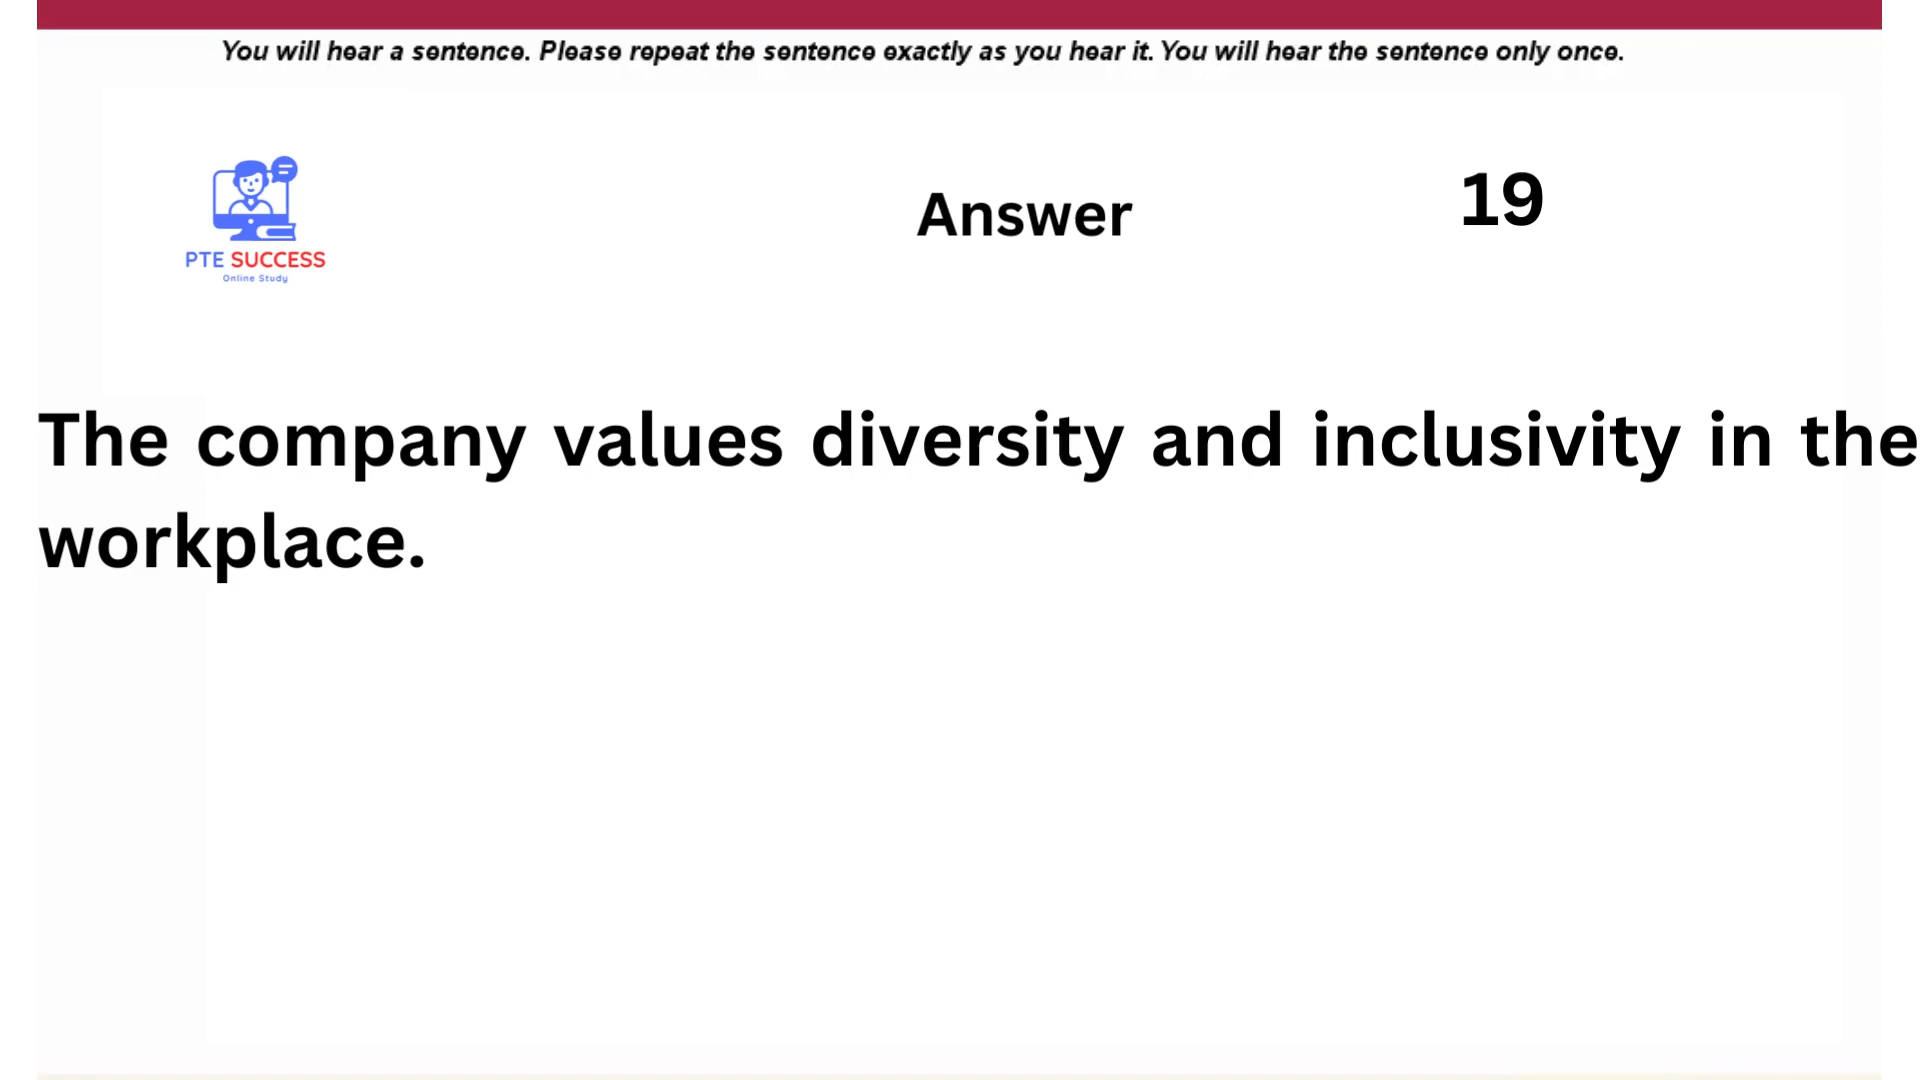 You will hear a sentence. Please repeat the sentence exactly as you hear it. You will hear the sentence only once.
Answer
19
PTE SUCCESS
Online Study
The company values diversity and inclusivity in the
workplace.